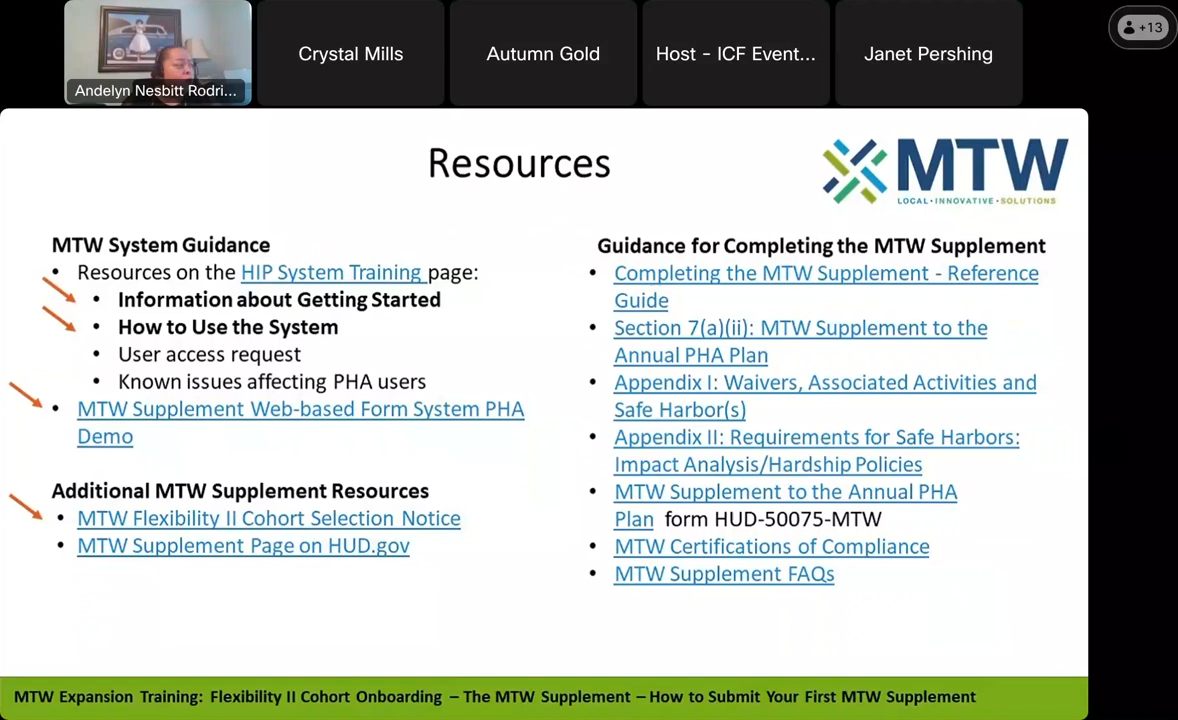 Andelyn Nesbitt Rodri...
Crystal Mills
Autumn Gold
Host - ICF Event...
Janet Pershing
+13
Resources
MTW
LOCAL • INNOVATIVE • SOLUTIONS
MTW System Guidance
• Resources on the HIP System Training page:
• Information about Getting Started
• How to Use the System
• User access request
• Known issues affecting PHA users
• MTW Supplement Web-based Form System PHA
Demo
Additional MTW Supplement Resources
• MTW Flexibility II Cohort Selection Notice
• MTW Supplement Page on HUD.gov
Guidance for Completing the MTW Supplement
• Completing the MTW Supplement - Reference
Guide
• Section 7(a)(ii): MTW Supplement to the
Annual PHA Plan
• Appendix I: Waivers, Associated Activities and
Safe Harbor(s)
• Appendix II: Requirements for Safe Harbors:
Impact Analysis/Hardship Policies
• MTW Supplement to the Annual PHA
Plan form HUD-50075-MTW
• MTW Certifications of Compliance
• MTW Supplement FAQs
MTW Expansion Training: Flexibility II Cohort Onboarding – The MTW Supplement – How to Submit Your First MTW Supplement